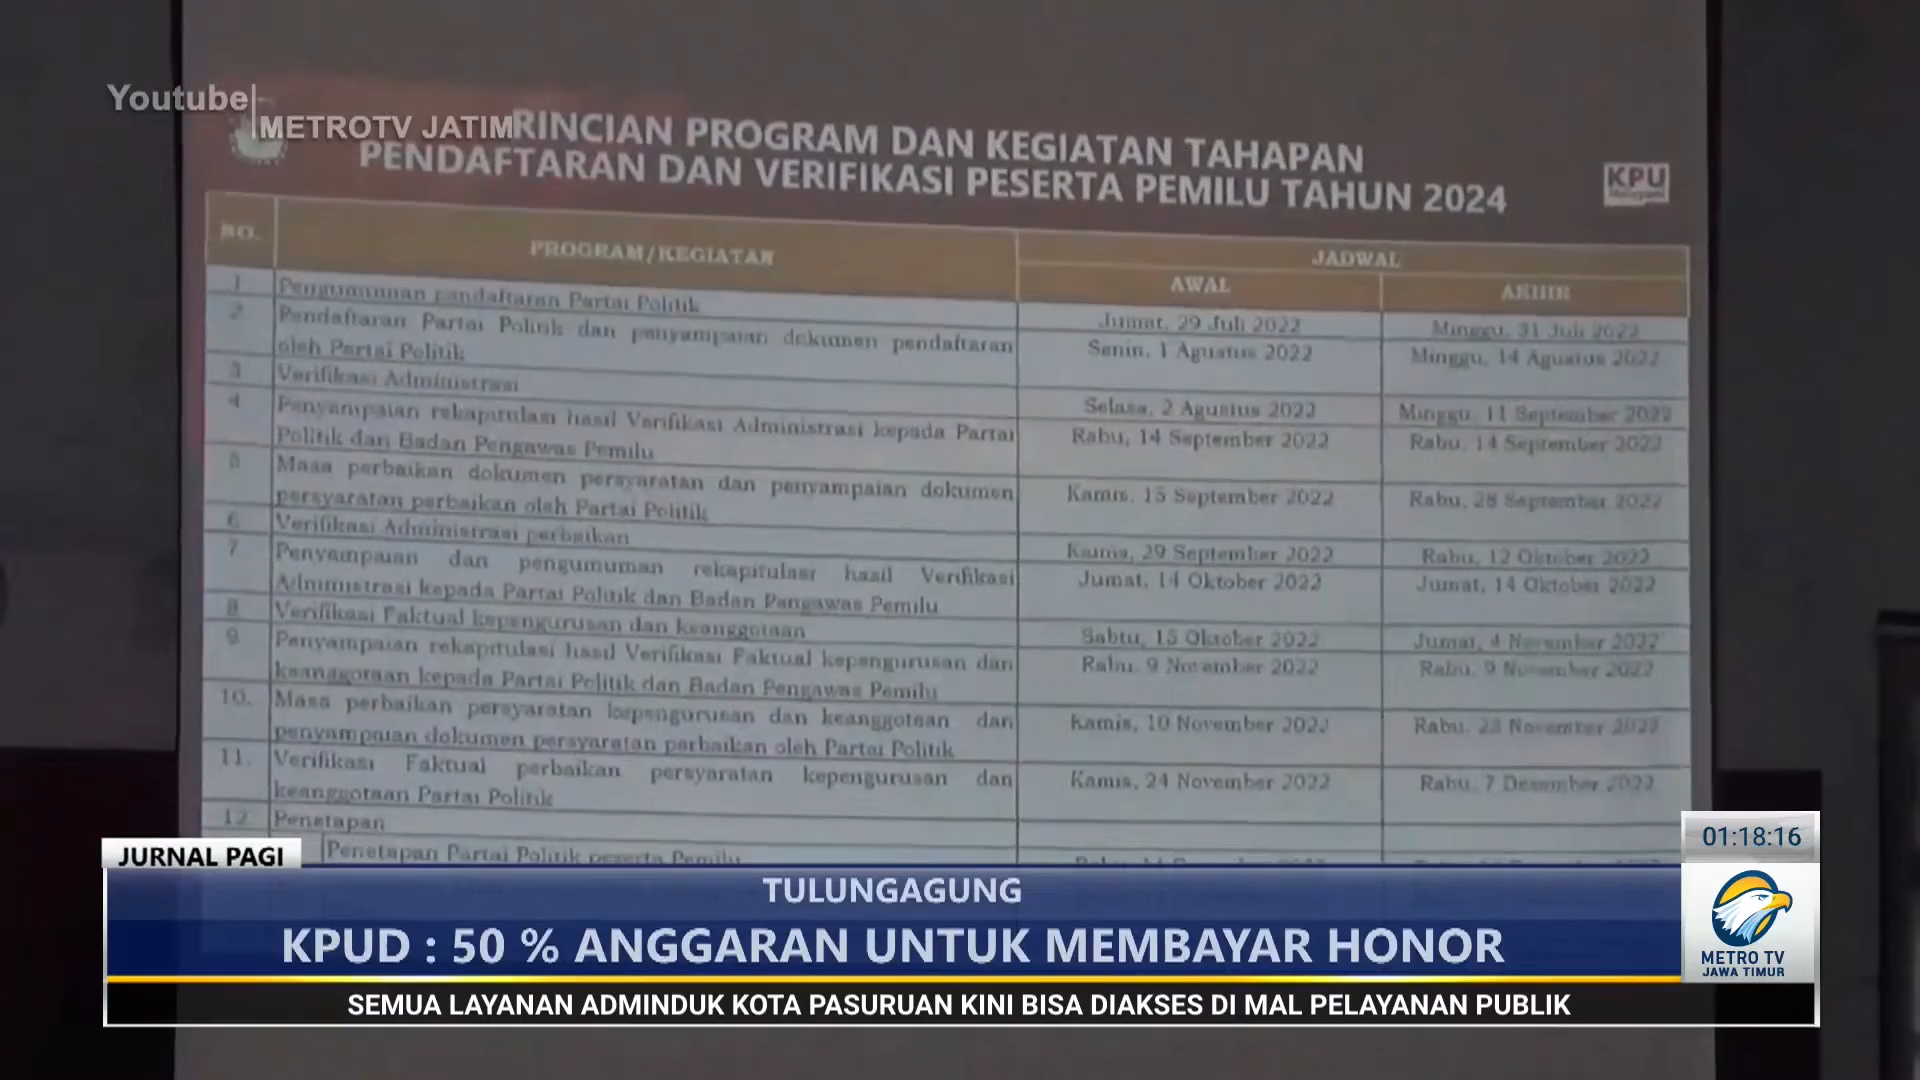 Youtube
METROTV JATIM
RINCIAN PROGRAM DAN KEGIATAN TAHAPAN
PENDAFTARAN DAN VERIFIKASI PESERTA PEMILU TAHUN 2024
KPU
NO.
PROGRAM/KEGIATAN
JADWAL
AWAL
AKHIR
1
Pengumuman pendaftaran Partai Politik
Jumat, 29 Juli 2022
Minggu, 31 Juli 2022
2
Pendaftaran Partai Politik dan penyampaian dokumen pendaftaran
oleh Partai Politik
Senin, 1 Agustus 2022
Minggu, 14 Agustus 2022
3
Verifikasi Administrasi
Selasa, 2 Agustus 2022
Minggu, 11 September 2022
4
Penyampaian rekapitulasi hasil Verifikasi Administrasi kepada Partai
Politik dan Badan Pengawas Pemilu
Rabu, 14 September 2022
Rabu, 14 September 2022
5
Masa perbaikan dokumen persyaratan dan penyampaian dokumen
persyaratan perbaikan oleh Partai Politik
Kamis, 15 September 2022
Rabu, 28 September 2022
6
Verifikasi Administrasi perbaikan
Kamis, 29 September 2022
Rabu, 12 Oktober 2022
7
Penyampaian dan pengumuman rekapitulasi hasil Verifikasi
Administrasi kepada Partai Politik dan Badan Pengawas Pemilu
Jumat, 14 Oktober 2022
Jumat, 14 Oktober 2022
8
Verifikasi Faktual kepengurusan dan keanggotaan
Sabtu, 15 Oktober 2022
Jumat, 4 November 2022
9
Penyampaian rekapitulasi hasil Verifikasi Faktual kepengurusan dan
keanggotaan kepada Partai Politik dan Badan Pengawas Pemilu
Rabu, 9 November 2022
Rabu, 9 November 2022
10.
Masa perbaikan persyaratan kepengurusan dan keanggotaan dan
penyampaian dokumen persyaratan perbaikan oleh Partai Politik
Kamis, 10 November 2022
Rabu, 23 November 2022
11.
Verifikasi Faktual perbaikan persyaratan kepengurusan dan
keanggotaan Partai Politik
Kamis, 24 November 2022
Rabu, 7 Desember 2022
12
Penetapan
Penetapan Partai Politik peserta Pemilu
JURNAL PAGI
01:18:16
TULUNGAGUNG
KPUD : 50 % ANGGARAN UNTUK MEMBAYAR HONOR
METRO TV
JAWA TIMUR
SEMUA LAYANAN ADMINDUK KOTA PASURUAN KINI BISA DIAKSES DI MAL PELAYANAN PUBLIK